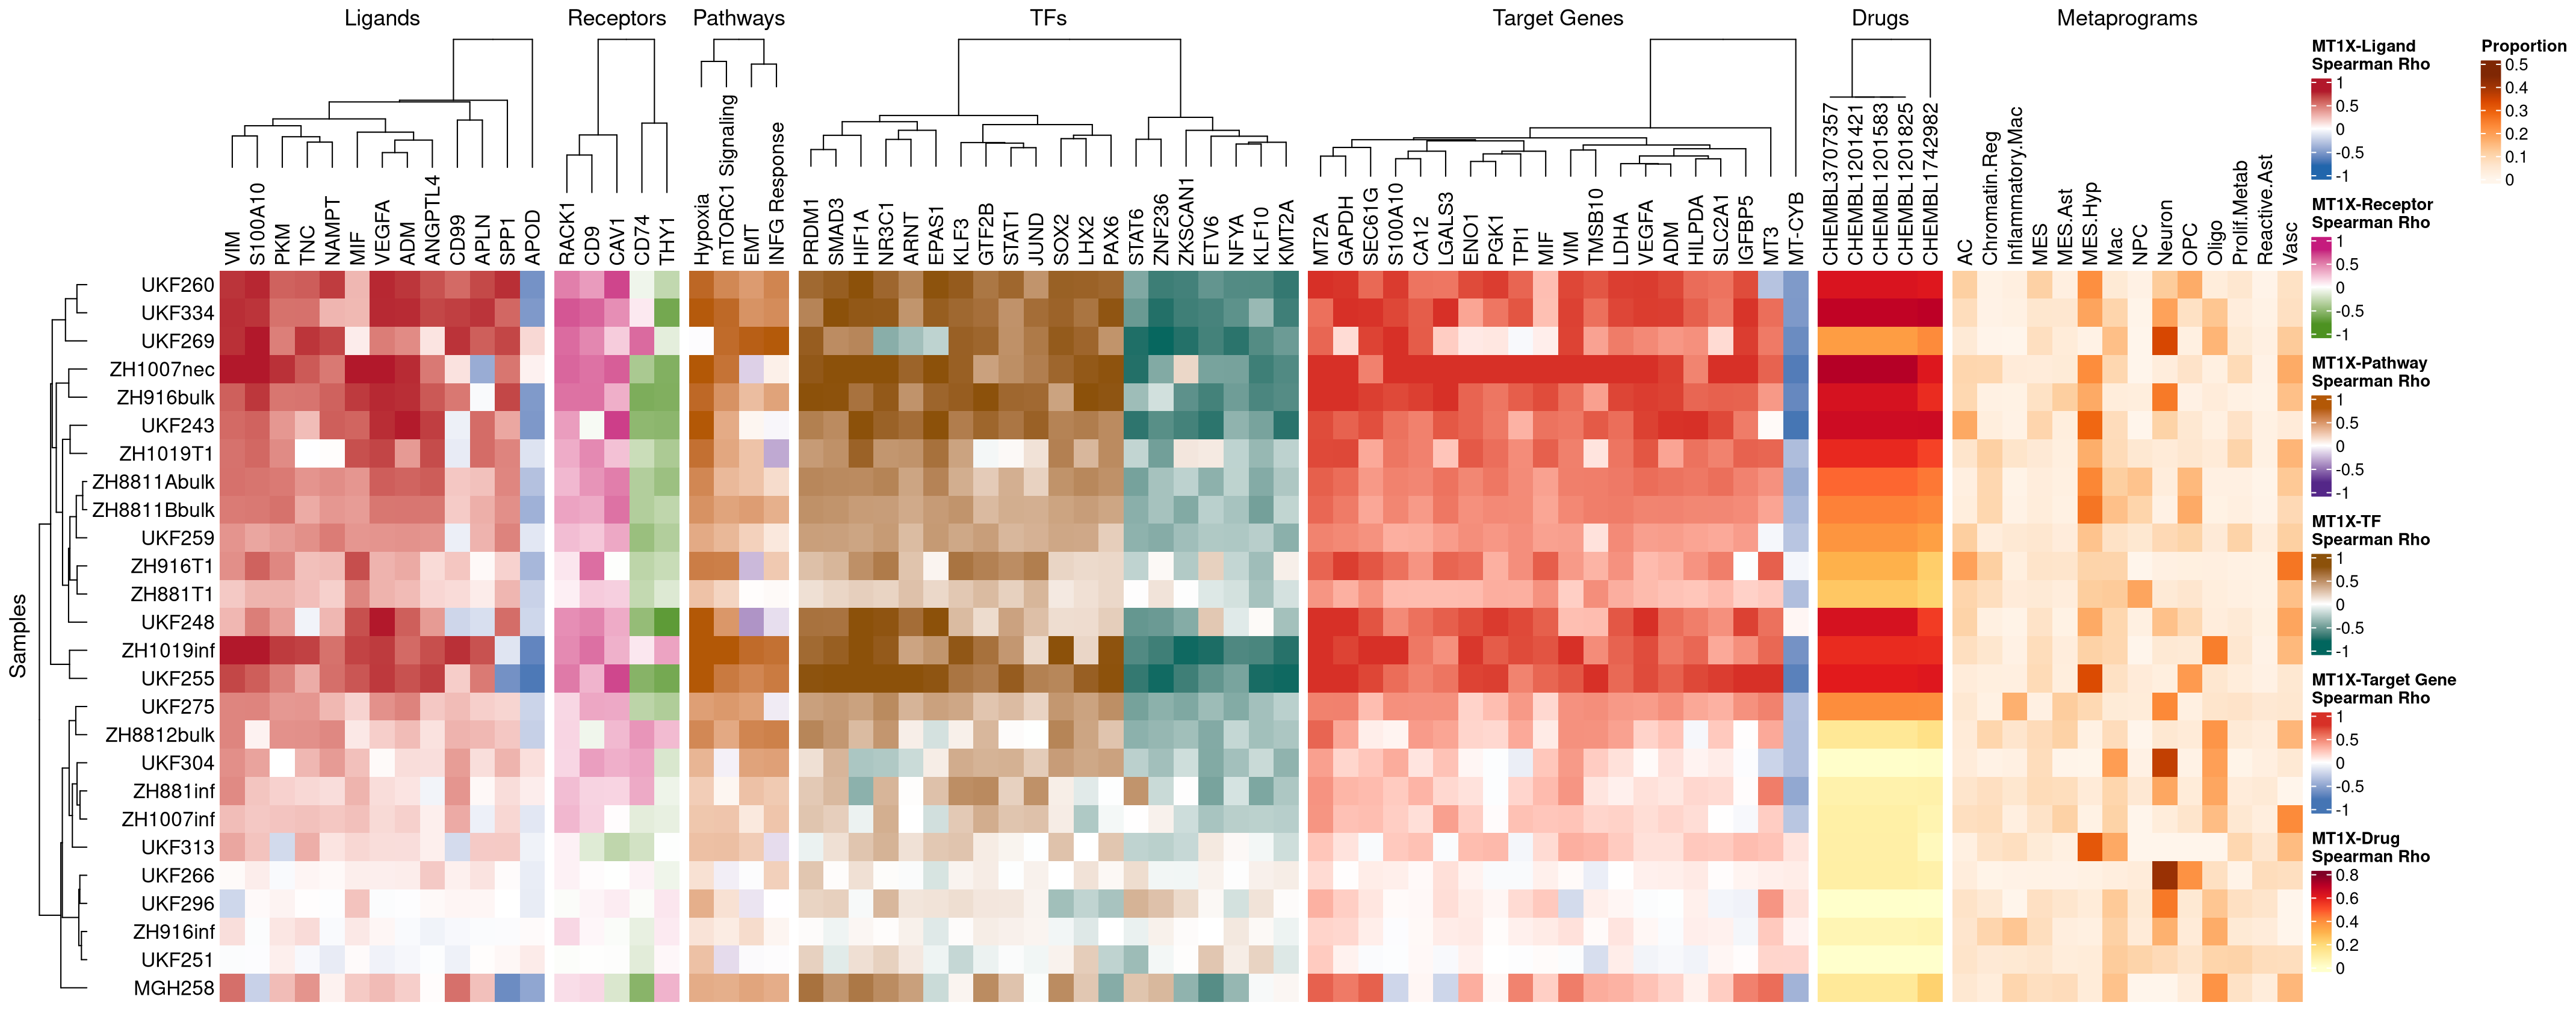 Ligands
Receptors
Pathways
TFs
Target Genes
Drugs
Metaprograms
VIM
S100A10
PKM
TNC
NAMPT
MIF
VEGFA
ADM
ANGPTL4
CD99
APLN
SPP1
APOD
RACK1
CD9
CAV1
CD74
THY1
Hypoxia
mTORC1 Signaling
EMT
INFG Response
PRDM1
SMAD3
HIF1A
NR3C1
ARNT
EPAS1
KLF3
GTF2B
STAT1
JUND
SOX2
LHX2
PAX6
STAT6
ZNF236
ZKSCAN1
ETV6
NFYA
KLF10
KMT2A
MT2A
GAPDH
SEC61G
S100A10
CA12
LGALS3
ENO1
PGK1
TPI1
MIF
VIM
TMSB10
LDHA
VEGFA
ADM
HILPDA
SLC2A1
IGFBP5
MT3
MT-CYB
CHEMBL3707357
CHEMBL1201421
CHEMBL1201583
CHEMBL1201825
CHEMBL1742982
AC
Chromatin.Reg
Inflammatory.Mac
MES
MES.Ast
MES.Hyp
Mac
NPC
Neuron
OPC
Oligo
Prolif.Metab
Reactive.Ast
Vasc
Samples
UKF260
UKF334
UKF269
ZH1007nec
ZH916bulk
UKF243
ZH1019T1
ZH8811Abulk
ZH8811Bbulk
UKF259
ZH916T1
ZH881T1
UKF248
ZH1019inf
UKF255
UKF275
ZH8812bulk
UKF304
ZH881inf
ZH1007inf
UKF313
UKF266
UKF296
ZH916inf
UKF251
MGH258
MT1X-Ligand
Spearman Rho
1
0.5
0
-0.5
-1
MT1X-Receptor
Spearman Rho
1
0.5
0
-0.5
-1
MT1X-Pathway
Spearman Rho
1
0.5
0
-0.5
-1
MT1X-TF
Spearman Rho
1
0.5
0
-0.5
-1
MT1X-Target Gene
Spearman Rho
1
0.5
0
-0.5
-1
MT1X-Drug
Spearman Rho
0.8
0.6
0.4
0.2
0
Proportion
0.5
0.4
0.3
0.2
0.1
0